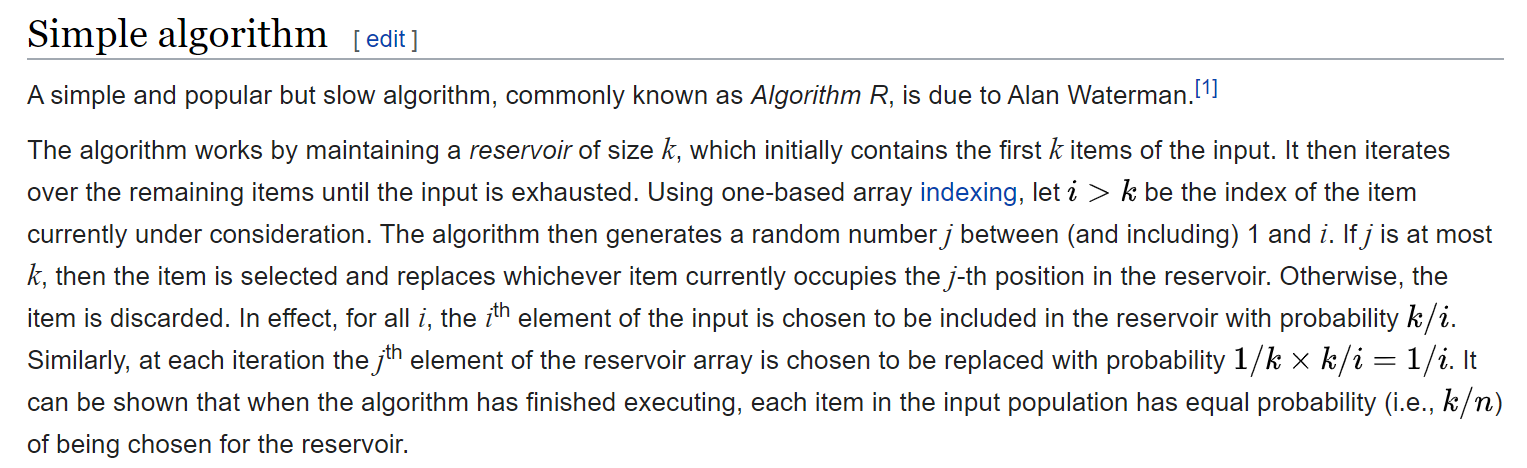 Simple algorithm [ edit ]
A simple and popular but slow algorithm, commonly known as Algorithm R, is due to Alan Waterman.[1]
The algorithm works by maintaining a reservoir of size k, which initially contains the first k items of the input. It then iterates
over the remaining items until the input is exhausted. Using one-based array indexing, let i > k be the index of the item
currently under consideration. The algorithm then generates a random number j between (and including) 1 and i. If j is at most
k, then the item is selected and replaces whichever item currently occupies the j-th position in the reservoir. Otherwise, the
item is discarded. In effect, for all i, the ith element of the input is chosen to be included in the reservoir with probability k/i.
Similarly, at each iteration the jth element of the reservoir array is chosen to be replaced with probability 1/k × k/i = 1/i. It
can be shown that when the algorithm has finished executing, each item in the input population has equal probability (i.e., k/n)
of being chosen for the reservoir.